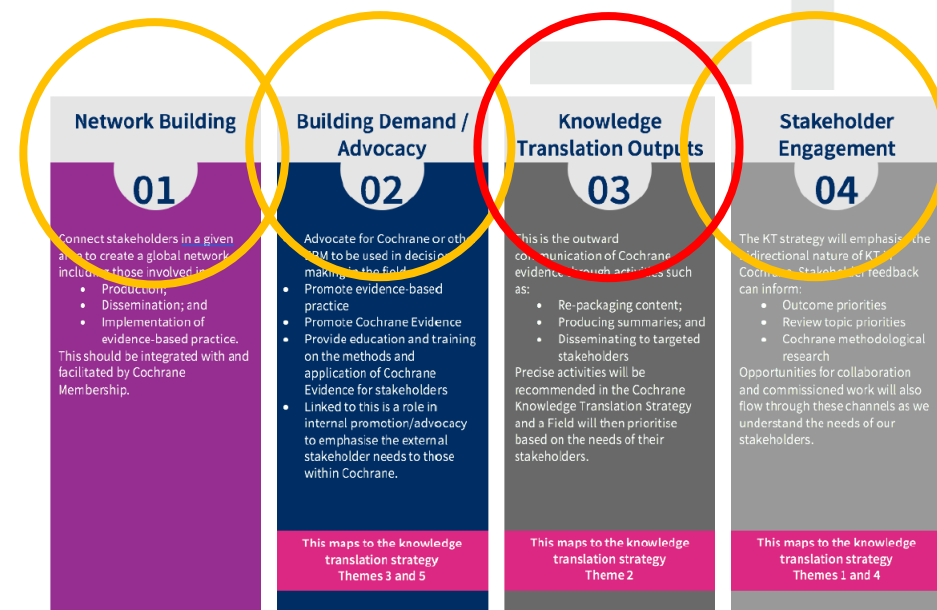 Network Building
01
Connect stakeholders in a given
area to create a global network
including those involved in:
• Production;
• Dissemination; and
• Implementation of
evidence-based practice.
This should be integrated with and
facilitated by Cochrane
Membership.
Building Demand /
Advocacy
02
Advocate for Cochrane or other
EBM to be used in decision
making in the field
• Promote evidence-based
practice
• Promote Cochrane Evidence
• Provide education and training
on the methods and
application of Cochrane
Evidence for stakeholders
• Linked to this is a role in
internal promotion/advocacy
to emphasise the external
stakeholder needs to those
within Cochrane.
This maps to the knowledge
translation strategy
Themes 3 and 5
Knowledge
Translation Outputs
03
This is the outward
communication of Cochrane
evidence through activities such
as:
• Re-packaging content;
• Producing summaries; and
• Disseminating to targeted
stakeholders
Precise activities will be
recommended in the Cochrane
Knowledge Translation Strategy
and a Field will then prioritise
based on the needs of their
stakeholders.
This maps to the knowledge
translation strategy
Theme 2
Stakeholder
Engagement
04
The KT strategy will emphasise the
bidirectional nature of KT
Cochrane. Stakeholder feedback
can inform:
• Outcome priorities
• Review topic priorities
• Cochrane methodological
research
Opportunities for collaboration
and commissioned work will also
flow through these channels as we
understand the needs of our
stakeholders.
This maps to the knowledge
translation strategy
Themes 1 and 4